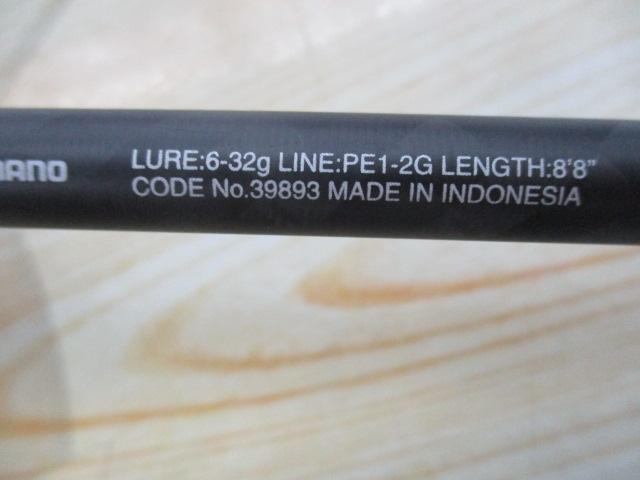 LURE:6-32g LINE:PE1-2G LENGTH:8'8"
CODE No.39893 MADE IN INDONESIA